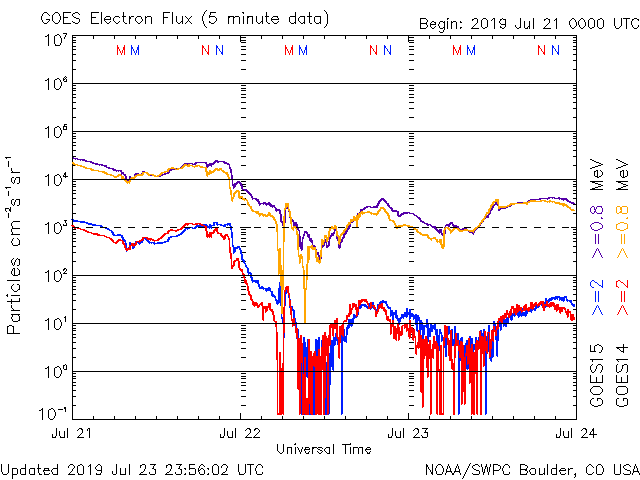 GOES Electron Flux (5 minute data)
Begin: 2019 Jul 21 0000 UTC
M M N N M M N N M M N N
10⁷
10⁶
10⁵
10⁴
10³
10²
10¹
10⁰
10⁻¹
Particles cm⁻²s⁻¹sr⁻¹
Jul 21 Jul 22 Jul 23 Jul 24
Universal Time
GOES15 >=2 >=0.8 MeV
GOES14 >=2 >=0.8 MeV
Updated 2019 Jul 23 23:56:02 UTC
NOAA/SWPC Boulder, CO USA